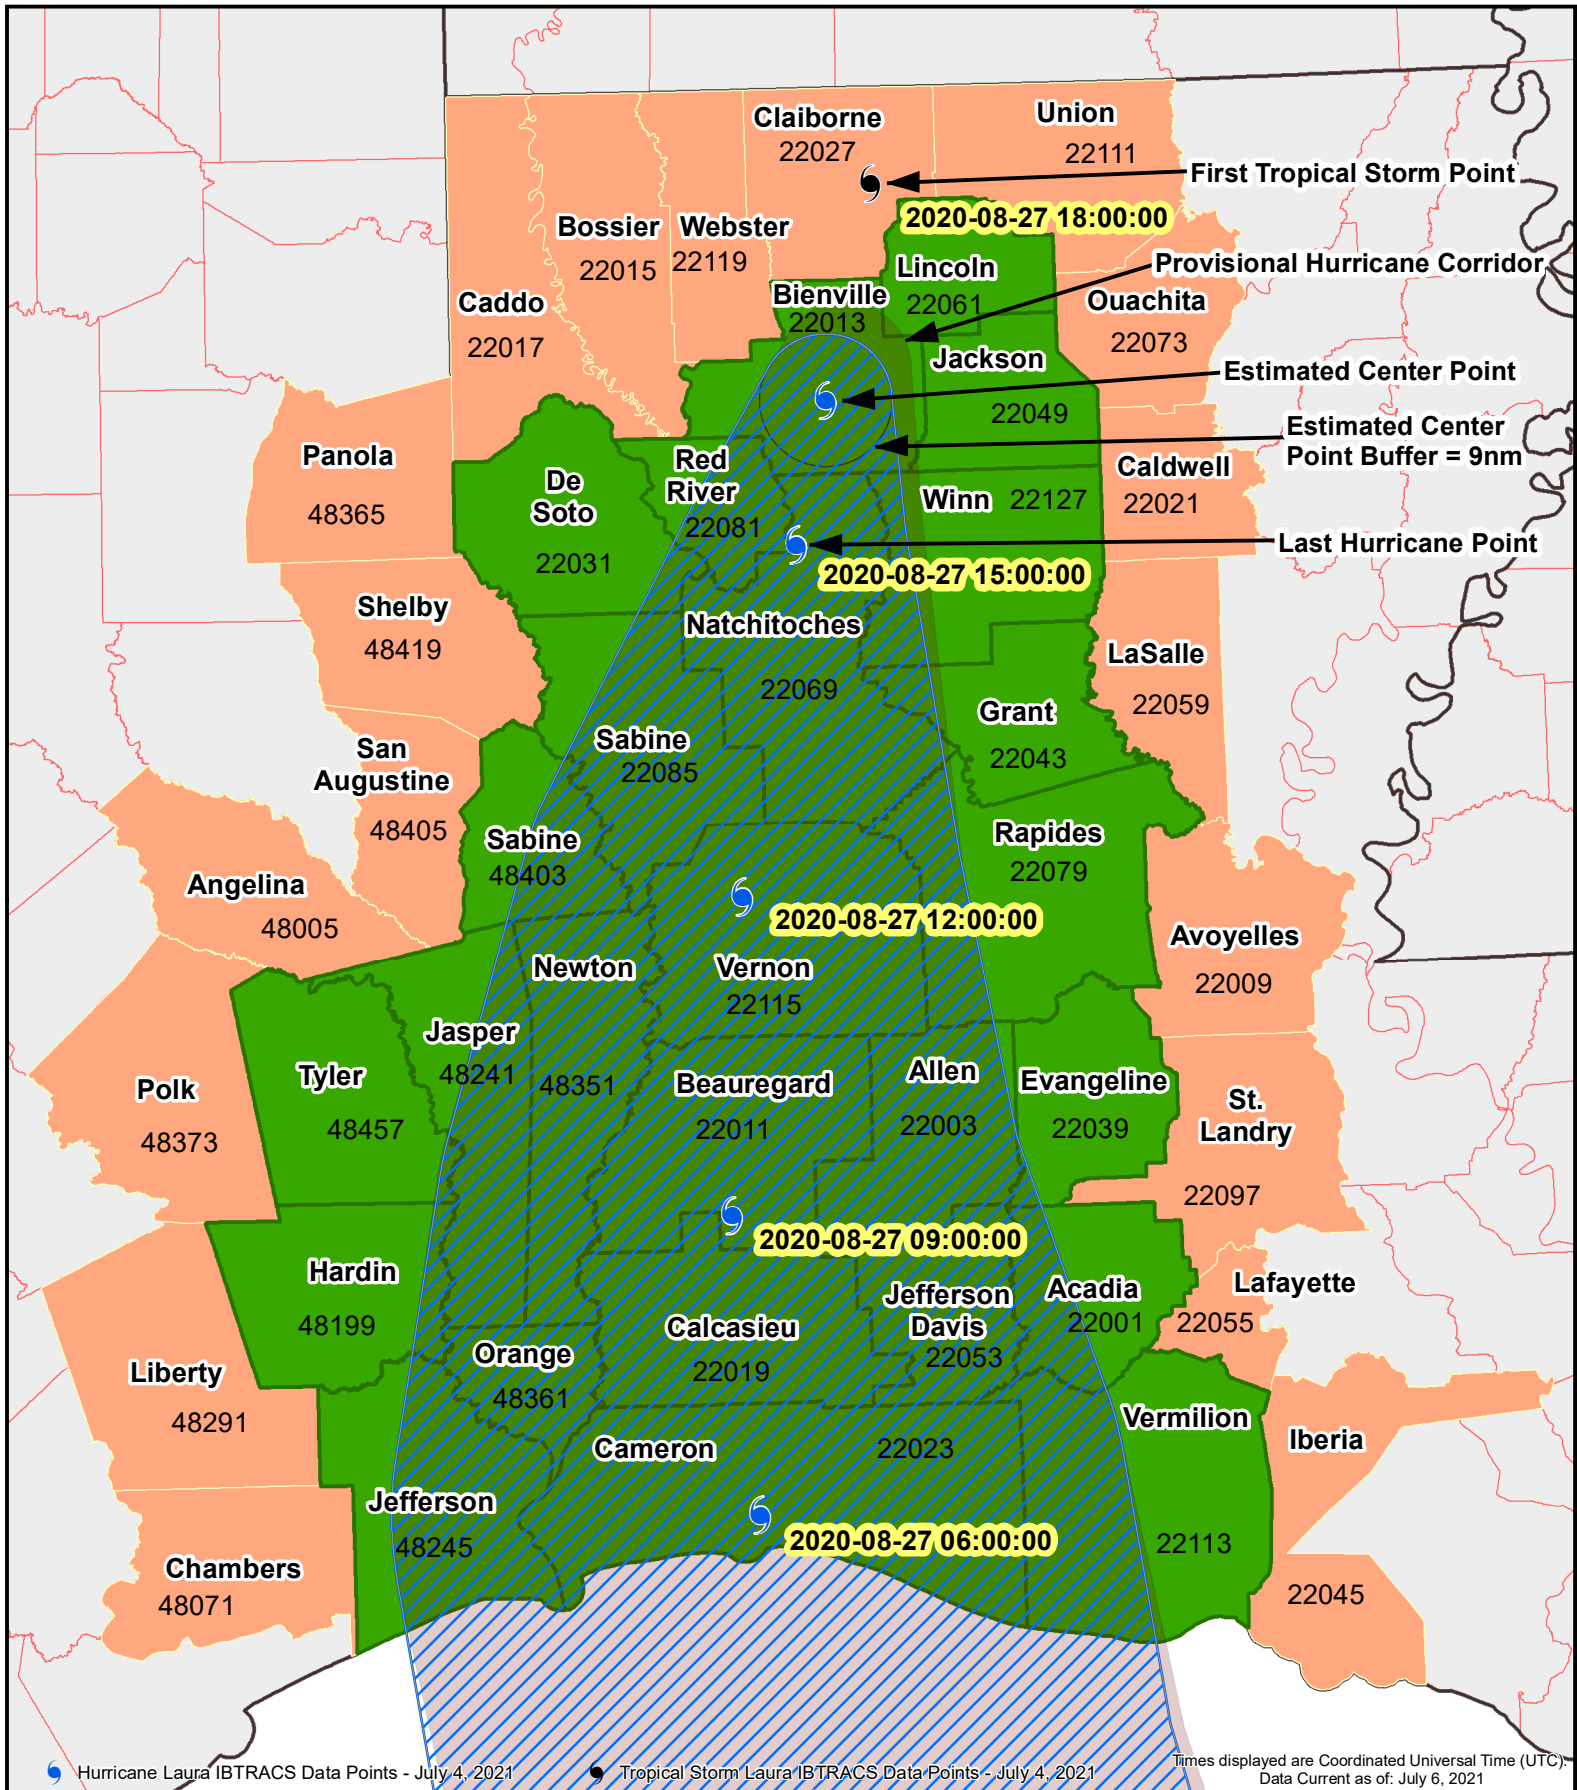 Claiborne
22027
Union
22111
First Tropical Storm Point
2020-08-27 18:00:00
Bossier
22015
Webster
22119
Provisional Hurricane Corridor
Lincoln
22061
Bienville
22013
Caddo
22017
Ouachita
22073
Jackson
22049
Estimated Center Point
Estimated Center
Point Buffer = 9nm
Panola
48365
De
Soto
22031
Red
River
22081
Winn 22127
Caldwell
22021
Last Hurricane Point
2020-08-27 15:00:00
Shelby
48419
Natchitoches
22069
LaSalle
22059
Grant
22043
San
Augustine
48405
Sabine
22085
Sabine
48403
Rapides
22079
Angelina
48005
2020-08-27 12:00:00
Avoyelles
22009
Newton
48351
Vernon
22115
Jasper
48241
Polk
48373
Tyler
48457
Beauregard
22011
Allen
22003
Evangeline
22039
St.
Landry
22097
2020-08-27 09:00:00
Hardin
48199
Jefferson
Davis
22053
Acadia
22001
Lafayette
22055
Calcasieu
22019
Orange
48361
Liberty
48291
Cameron 22023
Vermilion
22113
Iberia
22045
Jefferson
48245
2020-08-27 06:00:00
Chambers
48071
Hurricane Laura IBTRACS Data Points - July 4, 2021
Tropical Storm Laura IBTRACS Data Points - July 4, 2021
Times displayed are Coordinated Universal Time (UTC).
Data Current as of: July 6, 2021